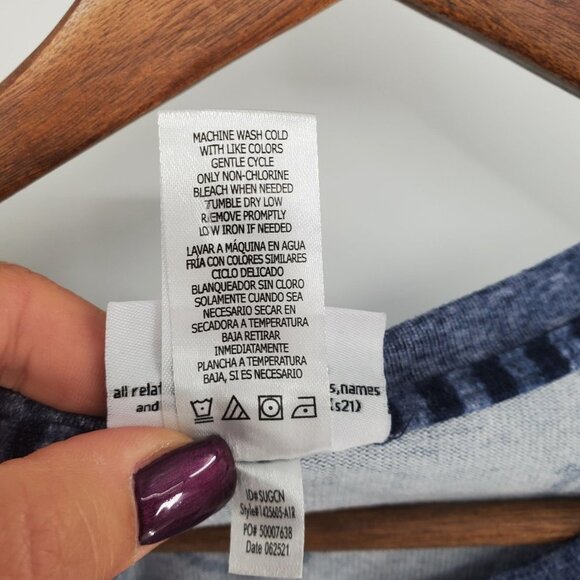 MACHINE WASH COLD
WITH LIKE COLORS
GENTLE CYCLE
ONLY NON-CHLORINE
BLEACH WHEN NEEDED
TUMBLE DRY LOW
REMOVE PROMPTLY
LOW IRON IF NEEDED
LAVAR A MÁQUINA EN AGUA
FRÍA CON COLORES SIMILARES
CICLO DELICADO
BLANQUEADOR SIN CLORO
SOLAMENTE CUANDO SEA
NECESARIO SECAR EN
SECADORA A TEMPERATURA
BAJA RETIRAR
INMEDIATAMENTE
PLANCHA A TEMPERATURA
BAJA, SI ES NECESARIO
all relat s,names
and (s21)
ID# SUGCN
Style#1425685-A1R
PO# 50007638
Date 062521